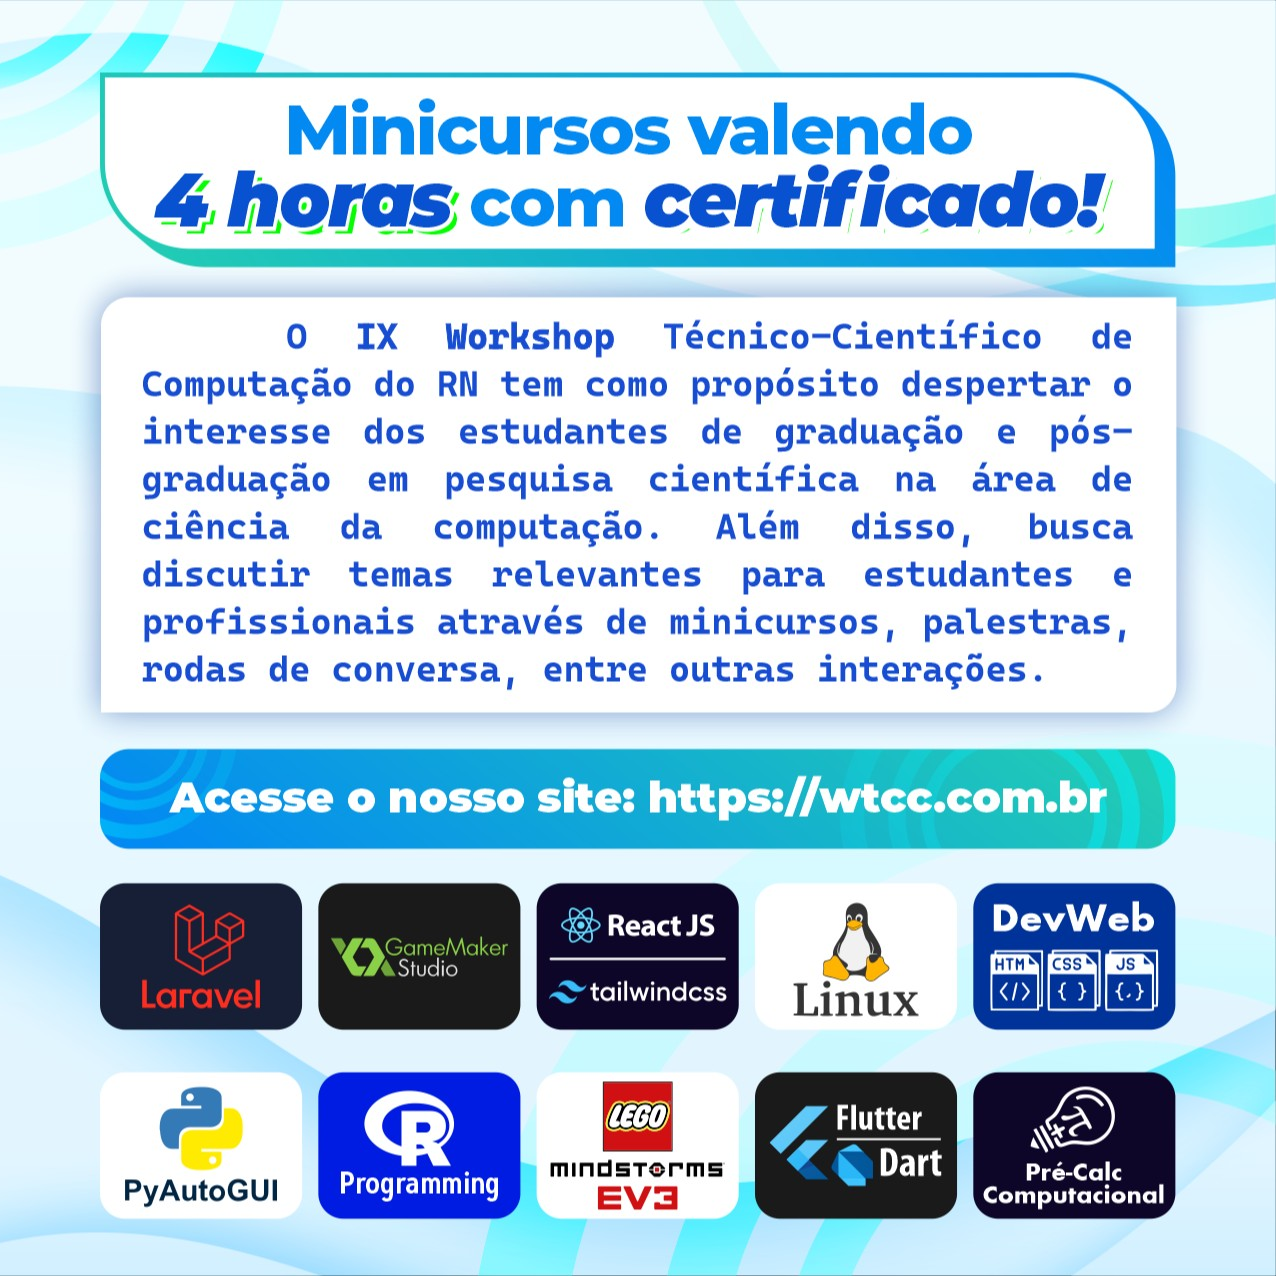 Minicursos valendo
4 horas com certificado!
O IX Workshop Técnico-Científico de
Computação do RN tem como propósito despertar o
interesse dos estudantes de graduação e pós-
graduação em pesquisa científica na área de
ciência da computação. Além disso, busca
discutir temas relevantes para estudantes e
profissionais através de minicursos, palestras,
rodas de conversa, entre outras interações.
Acesse o nosso site: https://wtcc.com.br
Laravel
GameMaker
Studio
React JS
tailwindcss
Linux
DevWeb
HTM CSS JS
</> { } {,}
PyAutoGUI
R
Programming
LEGO
mindstorms
EV3
Flutter
Dart
Pré-Calc
Computacional